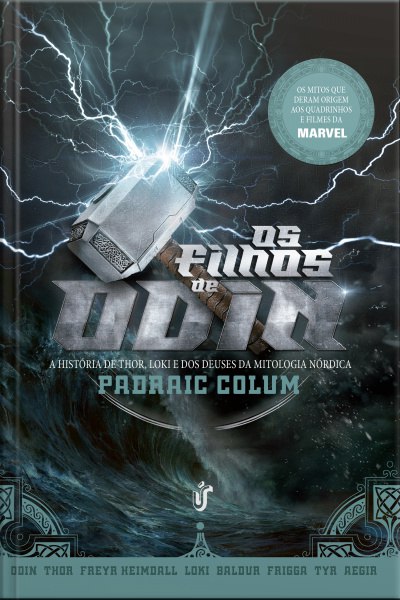 OS MITOS QUE
DERAM ORIGEM
AOS QUADRINHOS
E FILMES DA
MARVEL
OS
FILHOS
DE
ODIN
A HISTÓRIA DE THOR, LOKI E DOS DEUSES DA MITOLOGIA NÓRDICA
PADRAIC COLUM
ODIN THOR FREYR HEIMDALL LOKI BALDUR FRIGGA TYR AEGIR